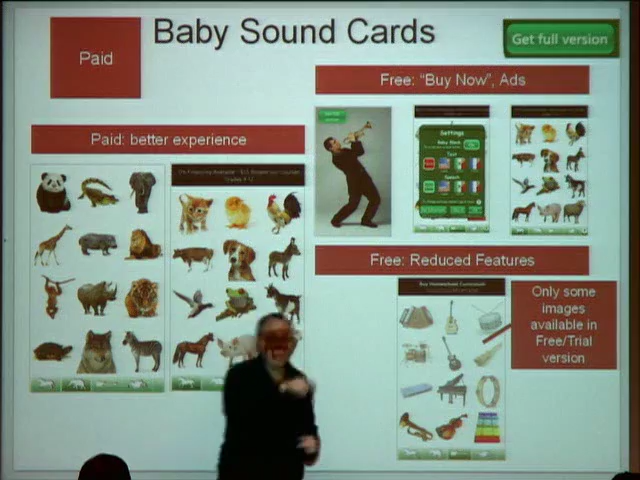 Paid
Baby Sound Cards
Get full version
Free: “Buy Now”, Ads
Paid: better experience
Settings
Free: Reduced Features
Only some
images
available in
Free/Trial
version